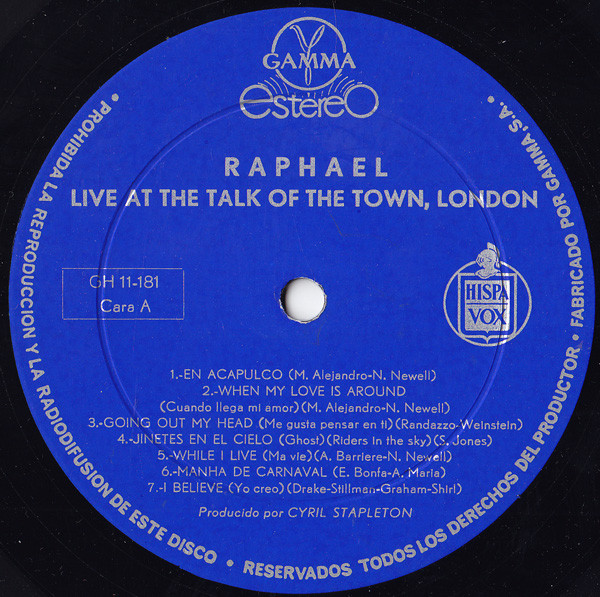 GAMMA
estéreo
RAPHAEL
LIVE AT THE TALK OF THE TOWN, LONDON
GH 11-181
Cara A
HISPA
VOX
1.-EN ACAPULCO (M. Alejandro-N. Newell)
2.-WHEN MY LOVE IS AROUND
(Cuando llega mi amor) (M. Alejandro-N. Newell)
3.-GOING OUT MY HEAD (Me gusta pensar en ti) (Randazzo-Weinstein)
4.-JINETES EN EL CIELO (Ghost) (Riders in the sky) (S. Jones)
5.-WHILE I LIVE (Ma vie) (A. Barriere-N. Newell)
6.-MANHA DE CARNAVAL (E. Bonfa-A. Maria)
7.-I BELIEVE (Yo creo) (Drake-Stillman-Graham-Shirl)
Producido por CYRIL STAPLETON
• PROHIBIDA LA REPRODUCCION Y LA RADIODIFUSION DE ESTE DISCO • RESERVADOS TODOS LOS DERECHOS DEL PRODUCTOR • FABRICADO POR GAMMA, S.A. •